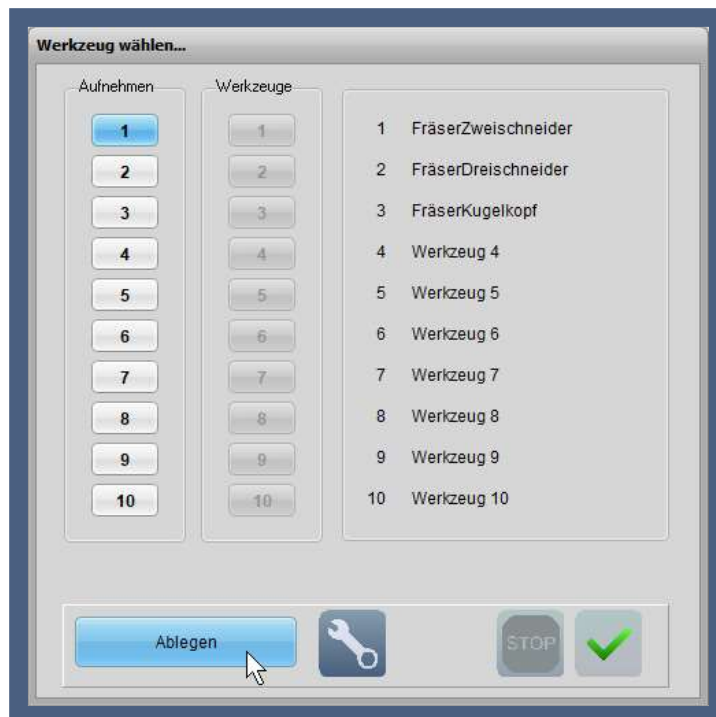 Werkzeug wählen...
Aufnehmen Werkzeuge
1 1 1 FräserZweischneider
2 2 2 FräserDreischneider
3 3 3 FräserKugelkopf
4 4 4 Werkzeug 4
5 5 5 Werkzeug 5
6 6 6 Werkzeug 6
7 7 7 Werkzeug 7
8 8 8 Werkzeug 8
9 9 9 Werkzeug 9
10 10 10 Werkzeug 10
Ablegen STOP